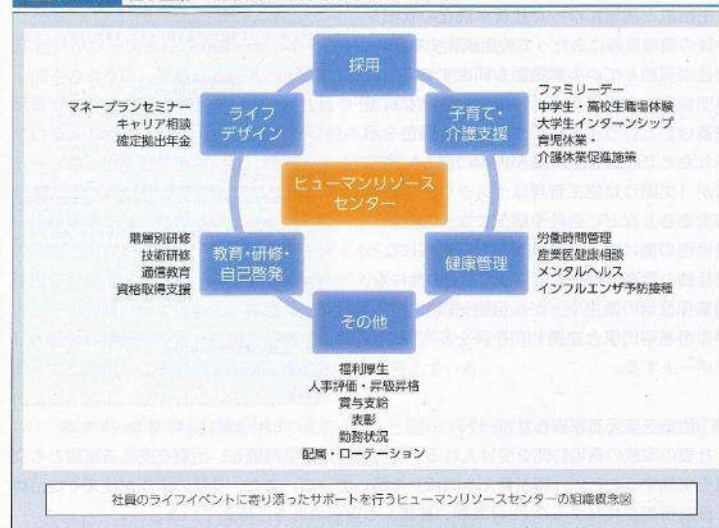 採用
マネープランセミナー
キャリア相談
確定拠出年金
ライフ
デザイン
子育て・
介護支援
ファミリーデー
中学生・高校生職場体験
大学生インターンシップ
育児休業・
介護休業促進施策
ヒューマンリソース
センター
階層別研修
技術研修
通信教育
資格取得支援
教育・研修・
自己啓発
健康管理
労働時間管理
産業医健康相談
メンタルヘルス
インフルエンザ予防接種
その他
福利厚生
人事評価・昇級昇格
賞与支給
表彰
勤務状況
配属・ローテーション
社員のライフイベントに寄り添ったサポートを行うヒューマンリソースセンターの組織概念図